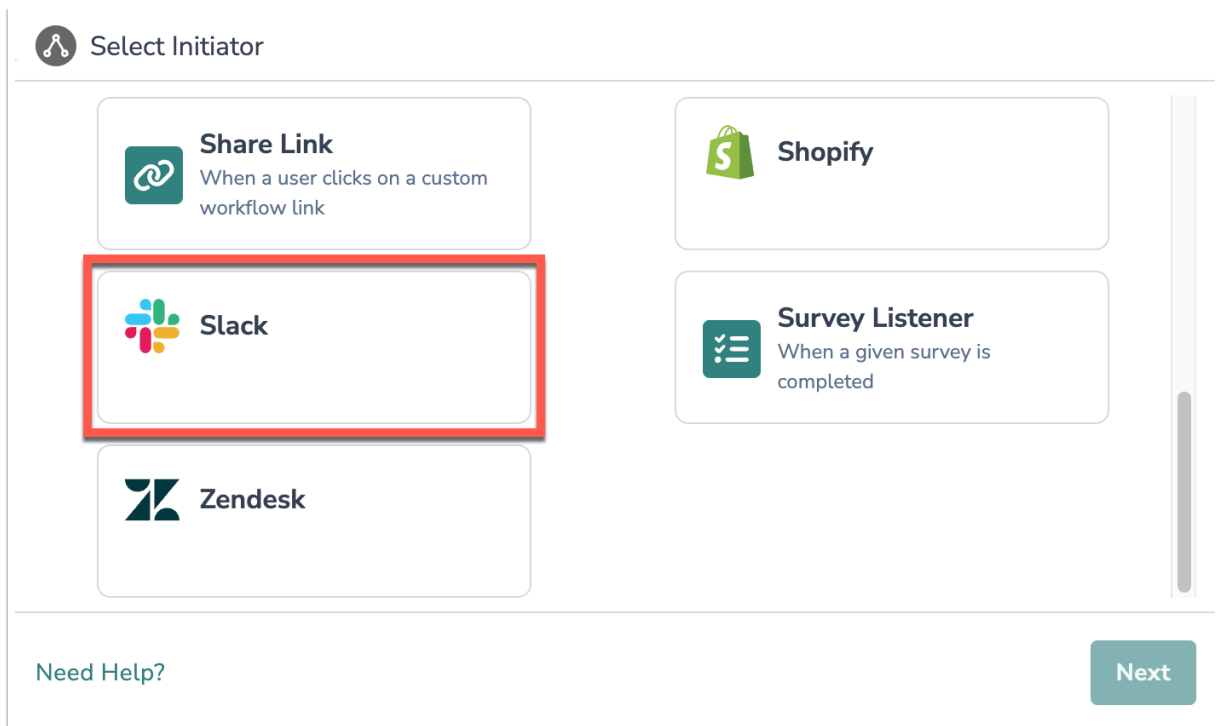 Select Initiator
Share Link
When a user clicks on a custom
workflow link
Shopify
Slack
Survey Listener
When a given survey is
completed
Zendesk
Need Help?
Next